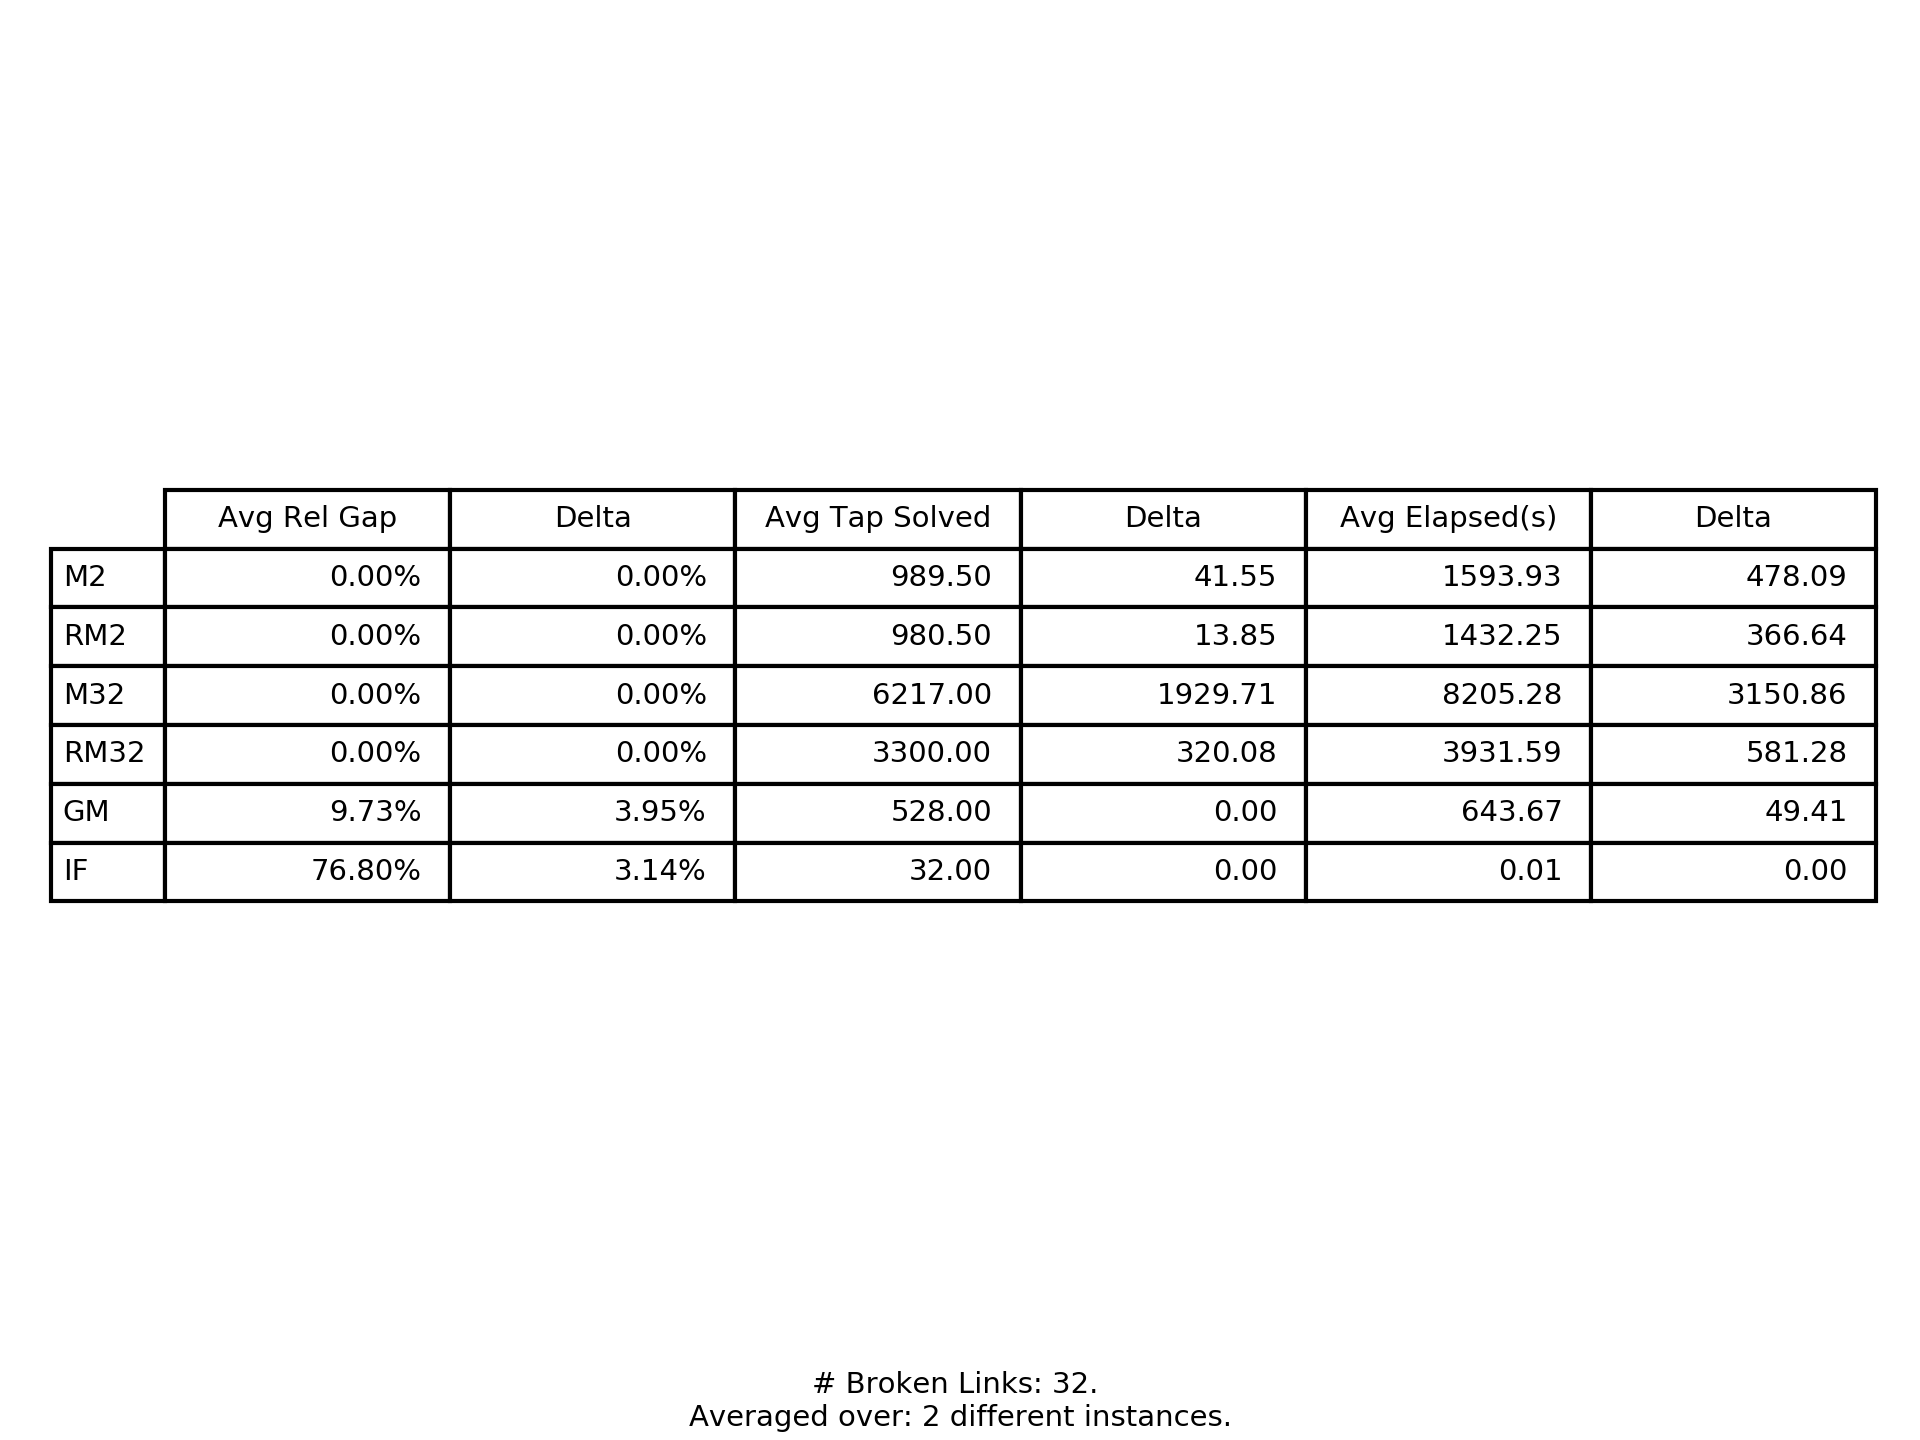 Avg Rel Gap Delta Avg Tap Solved Delta Avg Elapsed(s) Delta
M2 0.00% 0.00% 989.50 41.55 1593.93 478.09
RM2 0.00% 0.00% 980.50 13.85 1432.25 366.64
M32 0.00% 0.00% 6217.00 1929.71 8205.28 3150.86
RM32 0.00% 0.00% 3300.00 320.08 3931.59 581.28
GM 9.73% 3.95% 528.00 0.00 643.67 49.41
IF 76.80% 3.14% 32.00 0.00 0.01 0.00
# Broken Links: 32.
Averaged over: 2 different instances.